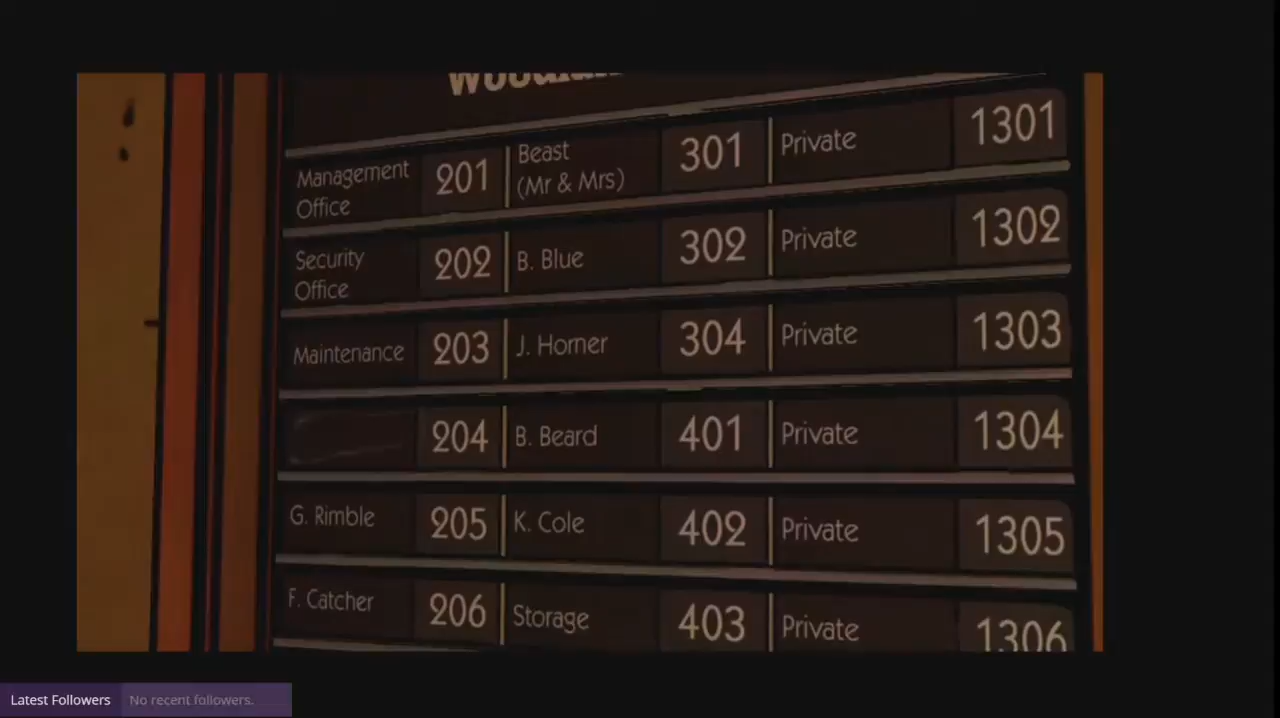 Management
Office
201
Beast
(Mr & Mrs)
301
Private
1301
Security
Office
202
B. Blue
302
Private
1302
Maintenance
203
J. Horner
304
Private
1303
204
B. Beard
401
Private
1304
G. Rimble
205
K. Cole
402
Private
1305
F. Catcher
206
Storage
403
Private
1306
Latest Followers
No recent followers.